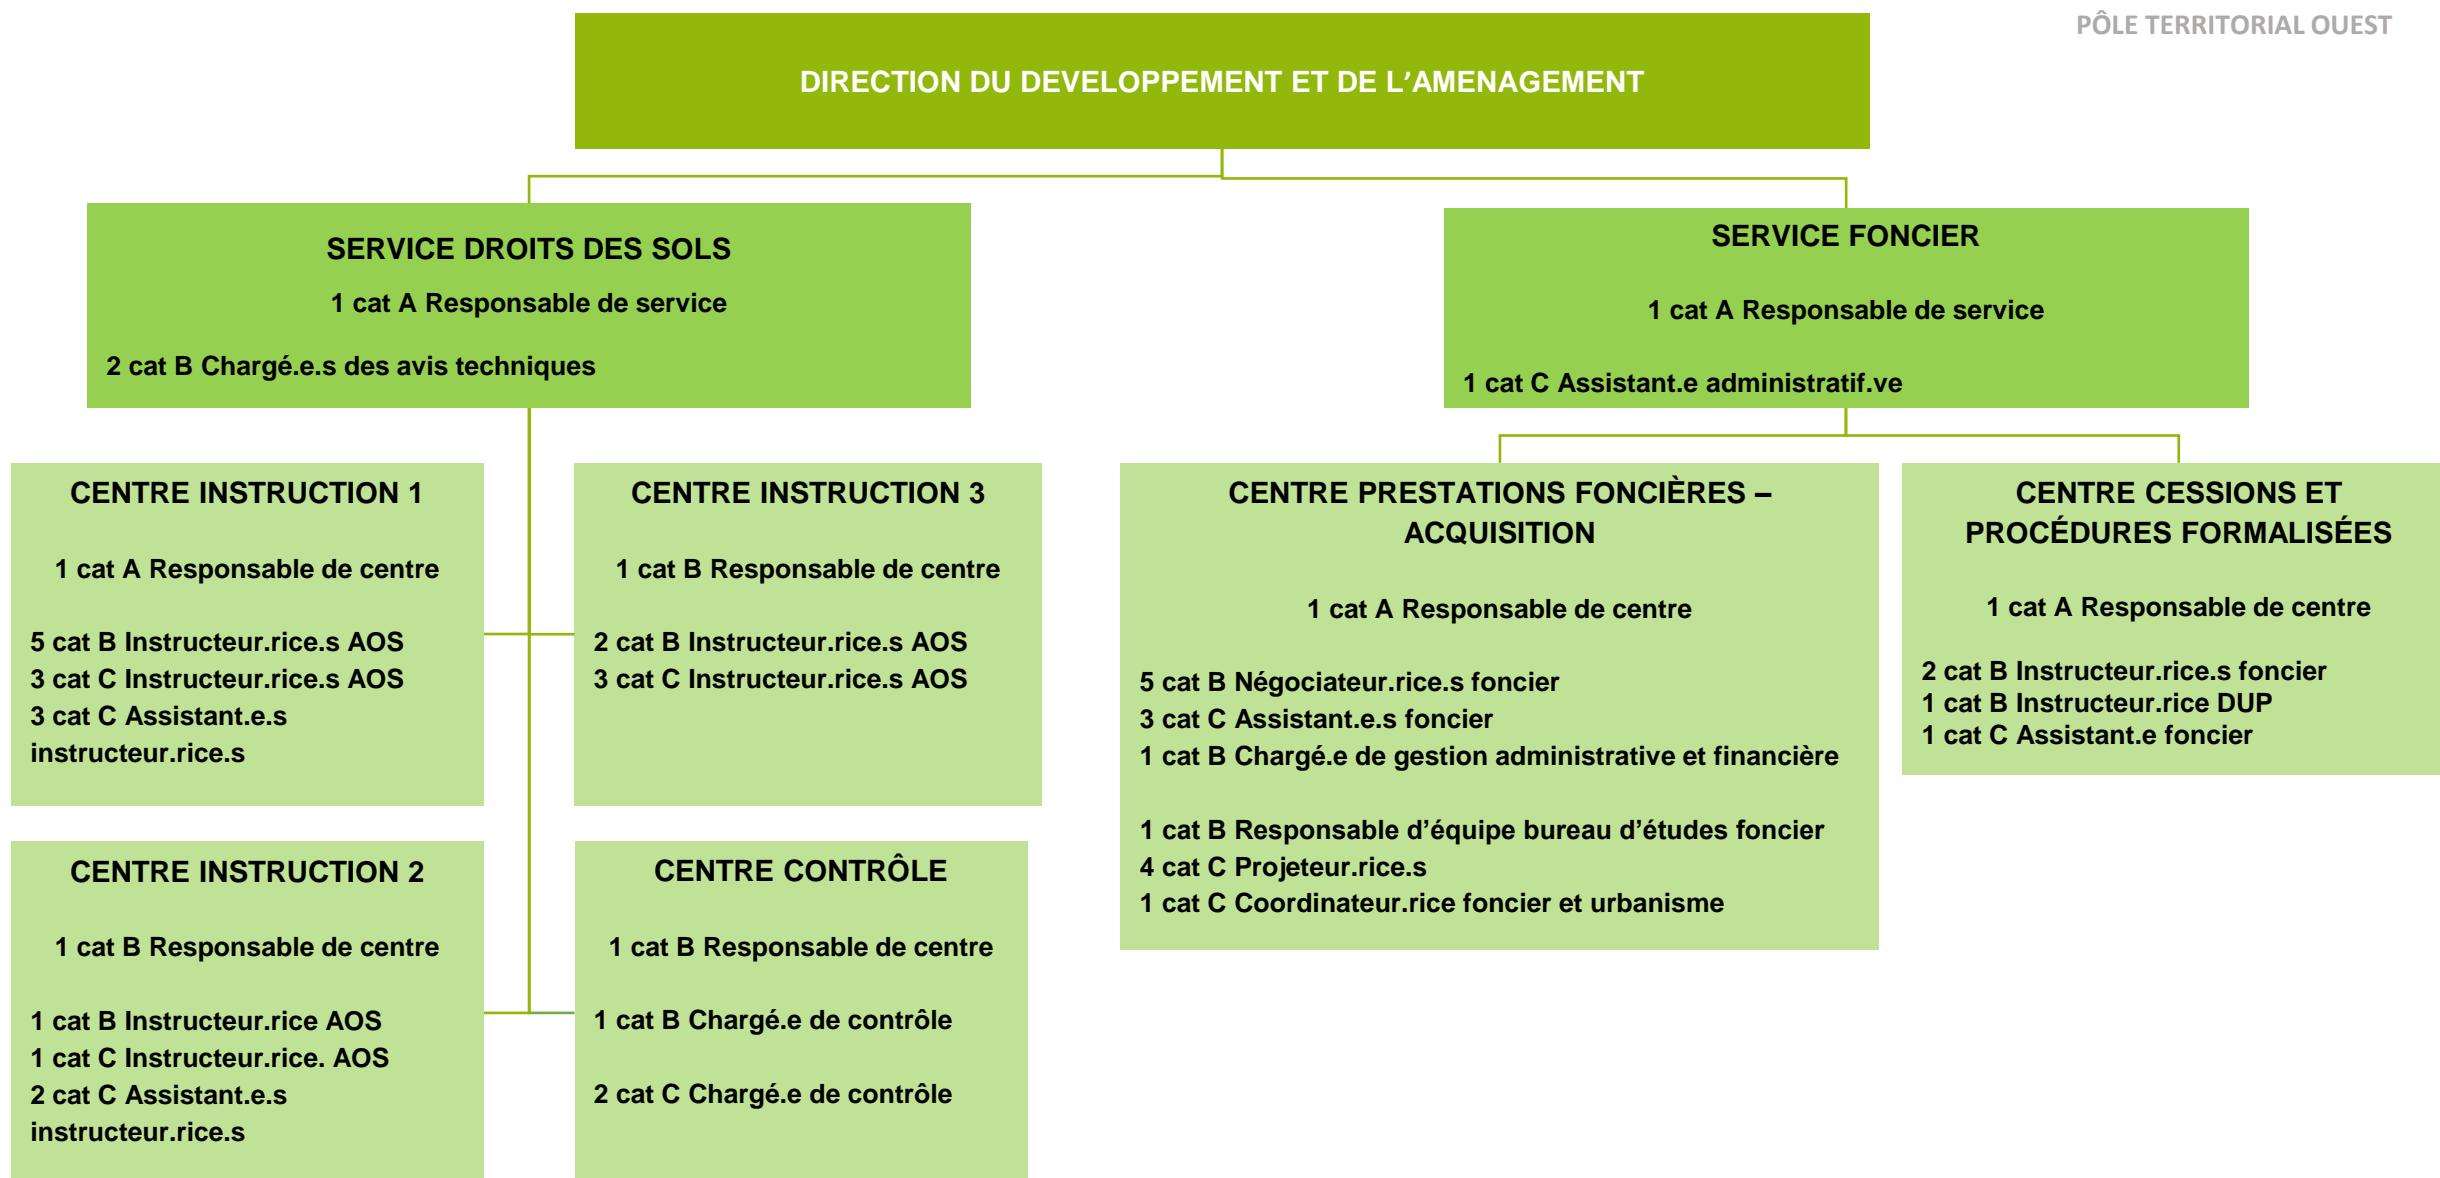 PÔLE TERRITORIAL OUEST
DIRECTION DU DEVELOPPEMENT ET DE L’AMENAGEMENT
SERVICE DROITS DES SOLS
1 cat A Responsable de service
2 cat B Chargé.e.s des avis techniques
SERVICE FONCIER
1 cat A Responsable de service
1 cat C Assistant.e administratif.ve
CENTRE INSTRUCTION 1
1 cat A Responsable de centre
5 cat B Instructeur.rice.s AOS
3 cat C Instructeur.rice.s AOS
3 cat C Assistant.e.s
instructeur.rice.s
CENTRE INSTRUCTION 3
1 cat B Responsable de centre
2 cat B Instructeur.rice.s AOS
3 cat C Instructeur.rice.s AOS
CENTRE PRESTATIONS FONCIÈRES –
ACQUISITION
1 cat A Responsable de centre
5 cat B Négociateur.rice.s foncier
3 cat C Assistant.e.s foncier
1 cat B Chargé.e de gestion administrative et financière
1 cat B Responsable d’équipe bureau d’études foncier
4 cat C Projeteur.rice.s
1 cat C Coordinateur.rice foncier et urbanisme
CENTRE CESSIONS ET
PROCÉDURES FORMALISÉES
1 cat A Responsable de centre
2 cat B Instructeur.rice.s foncier
1 cat B Instructeur.rice DUP
1 cat C Assistant.e foncier
CENTRE INSTRUCTION 2
1 cat B Responsable de centre
1 cat B Instructeur.rice AOS
1 cat C Instructeur.rice. AOS
2 cat C Assistant.e.s
instructeur.rice.s
CENTRE CONTRÔLE
1 cat B Responsable de centre
1 cat B Chargé.e de contrôle
2 cat C Chargé.e de contrôle